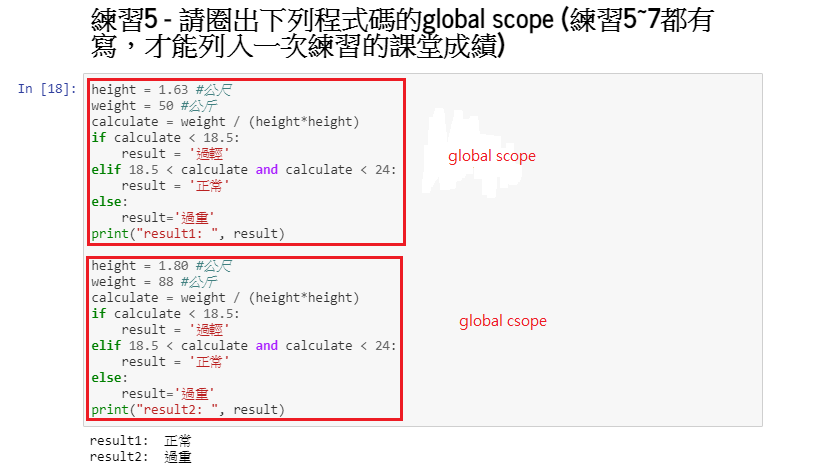 練習5 - 請圈出下列程式碼的global scope (練習5~7都有
寫，才能列入一次練習的課堂成績)
In [18]:
height = 1.63 #公尺
weight = 50 #公斤
calculate = weight / (height*height)
if calculate < 18.5:
    result = '過輕'
elif 18.5 < calculate and calculate < 24:
    result = '正常'
else:
    result='過重'
print("result1: ", result)
global scope
height = 1.80 #公尺
weight = 88 #公斤
calculate = weight / (height*height)
if calculate < 18.5:
    result = '過輕'
elif 18.5 < calculate and calculate < 24:
    result = '正常'
else:
    result='過重'
print("result2: ", result)
global csope
result1:  正常
result2:  過重